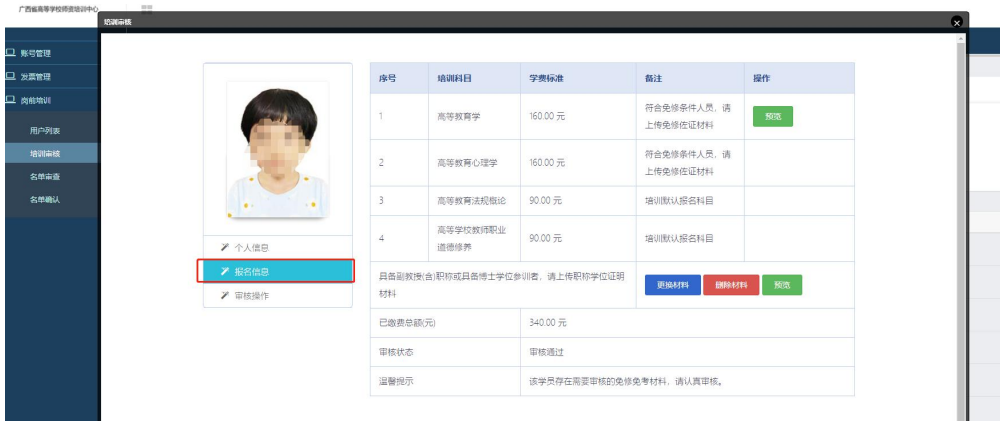 广西省高等学校师资培训中心
培训审核
账号管理
发票管理
岗前培训
用户列表
培训审核
名单审查
名单确认
个人信息
报名信息
审核操作
序号 培训科目 学费标准 备注 操作
1 高等教育学 160.00 元 符合免修条件人员，请
上传免修佐证材料 预览
2 高等教育心理学 160.00 元 符合免修条件人员，请
上传免修佐证材料
3 高等教育法规概论 90.00 元 培训默认报名科目
4 高等学校教师职业
道德修养 90.00 元 培训默认报名科目
具备副教授(含)职称或具备博士学位参训者，请上传职称学位证明
材料 更换材料 删除材料 预览
已缴费总额(元) 340.00 元
审核状态 审核通过
温馨提示 该学员存在需要审核的免修免考材料，请认真审核。